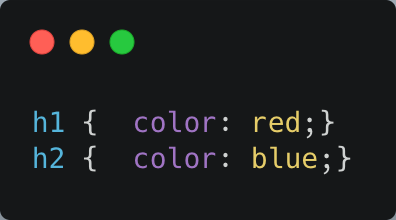 h1 {  color: red;}
h2 {  color: blue;}